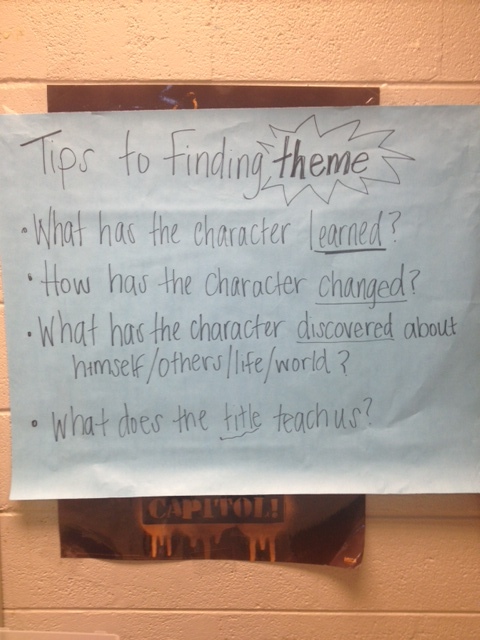 Tips to Finding theme
• What has the character learned?
• How has the Character changed?
• What has the character discovered about
himself/others/life/world?
• What does the title teach us?
CAPITOL!